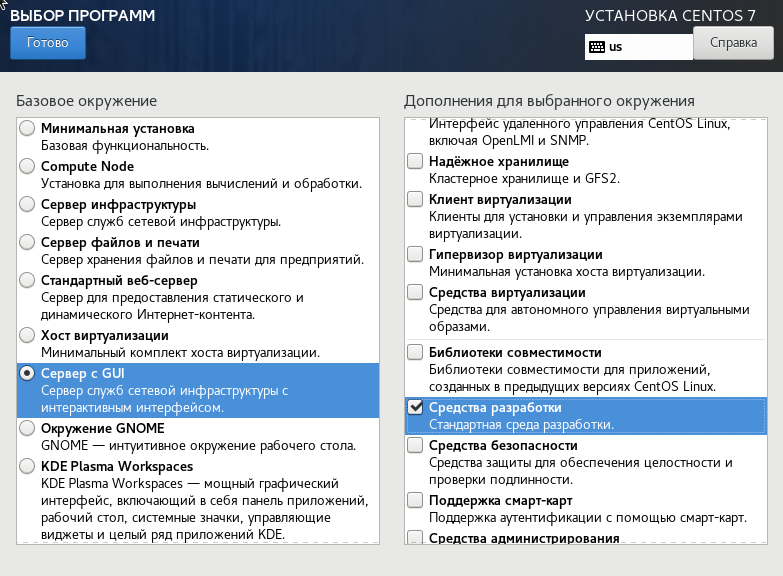 ВЫБОР ПРОГРАММ
УСТАНОВКА CENTOS 7
Готово
us
Справка
Базовое окружение
Минимальная установка
Базовая функциональность.
Compute Node
Установка для выполнения вычислений и обработки.
Сервер инфраструктуры
Сервер служб сетевой инфраструктуры.
Сервер файлов и печати
Сервер хранения файлов и печати для предприятий.
Стандартный веб-сервер
Сервер для предоставления статического и
динамического Интернет-контента.
Хост виртуализации
Минимальный комплект хоста виртуализации.
Сервер с GUI
Сервер служб сетевой инфраструктуры с
интерактивным интерфейсом.
Окружение GNOME
GNOME — интуитивное окружение рабочего стола.
KDE Plasma Workspaces
KDE Plasma Workspaces — мощный графический
интерфейс, включающий в себя панель приложений,
рабочий стол, системные значки, управляющие
виджеты и целый ряд приложений KDE.
Дополнения для выбранного окружения
Интерфейс удаленного управления CentOS Linux,
включая OpenLMI и SNMP.
Надёжное хранилище
Кластерное хранилище и GFS2.
Клиент виртуализации
Клиенты для установки и управления экземплярами
виртуализации.
Гипервизор виртуализации
Минимальная установка хоста виртуализации.
Средства виртуализации
Средства для автономного управления виртуальными
образами.
Библиотеки совместимости
Библиотеки совместимости для приложений,
созданных в предыдущих версиях CentOS Linux.
Средства разработки
Стандартная среда разработки.
Средства безопасности
Средства защиты для обеспечения целостности и
проверки подлинности.
Поддержка смарт-карт
Поддержка аутентификации с помощью смарт-карт.
Средства администрирования